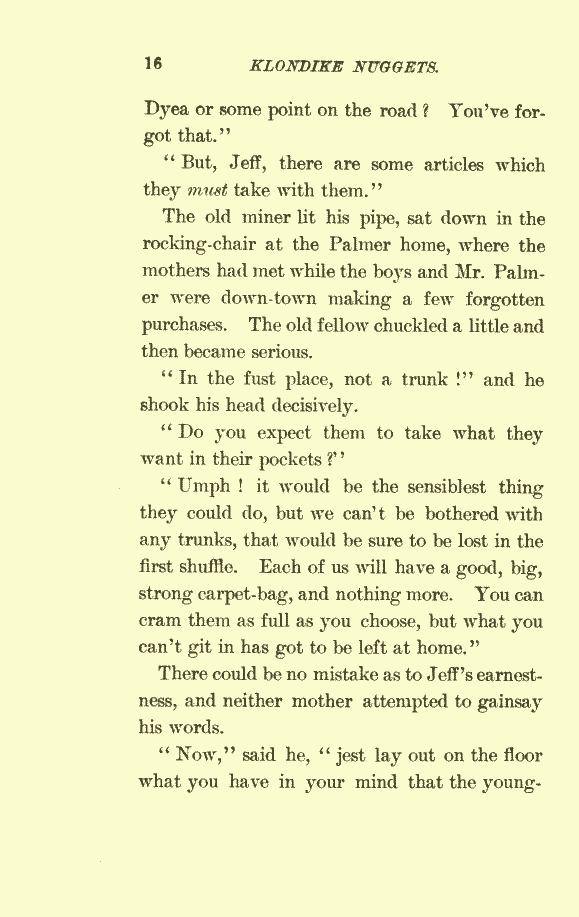 16 KLONDIKE NUGGETS.
Dyea or some point on the road ? You've for-
got that."
" But, Jeff, there are some articles which
they must take with them."
The old miner lit his pipe, sat down in the
rocking-chair at the Palmer home, where the
mothers had met while the boys and Mr. Palm-
er were down-town making a few forgotten
purchases. The old fellow chuckled a little and
then became serious.
" In the fust place, not a trunk !" and he
shook his head decisively.
" Do you expect them to take what they
want in their pockets ?"
" Umph ! it would be the sensiblest thing
they could do, but we can't be bothered with
any trunks, that would be sure to be lost in the
first shuffle. Each of us will have a good, big,
strong carpet-bag, and nothing more. You can
cram them as full as you choose, but what you
can't git in has got to be left at home."
There could be no mistake as to Jeff's earnest-
ness, and neither mother attempted to gainsay
his words.
" Now," said he, " jest lay out on the floor
what you have in your mind that the young-